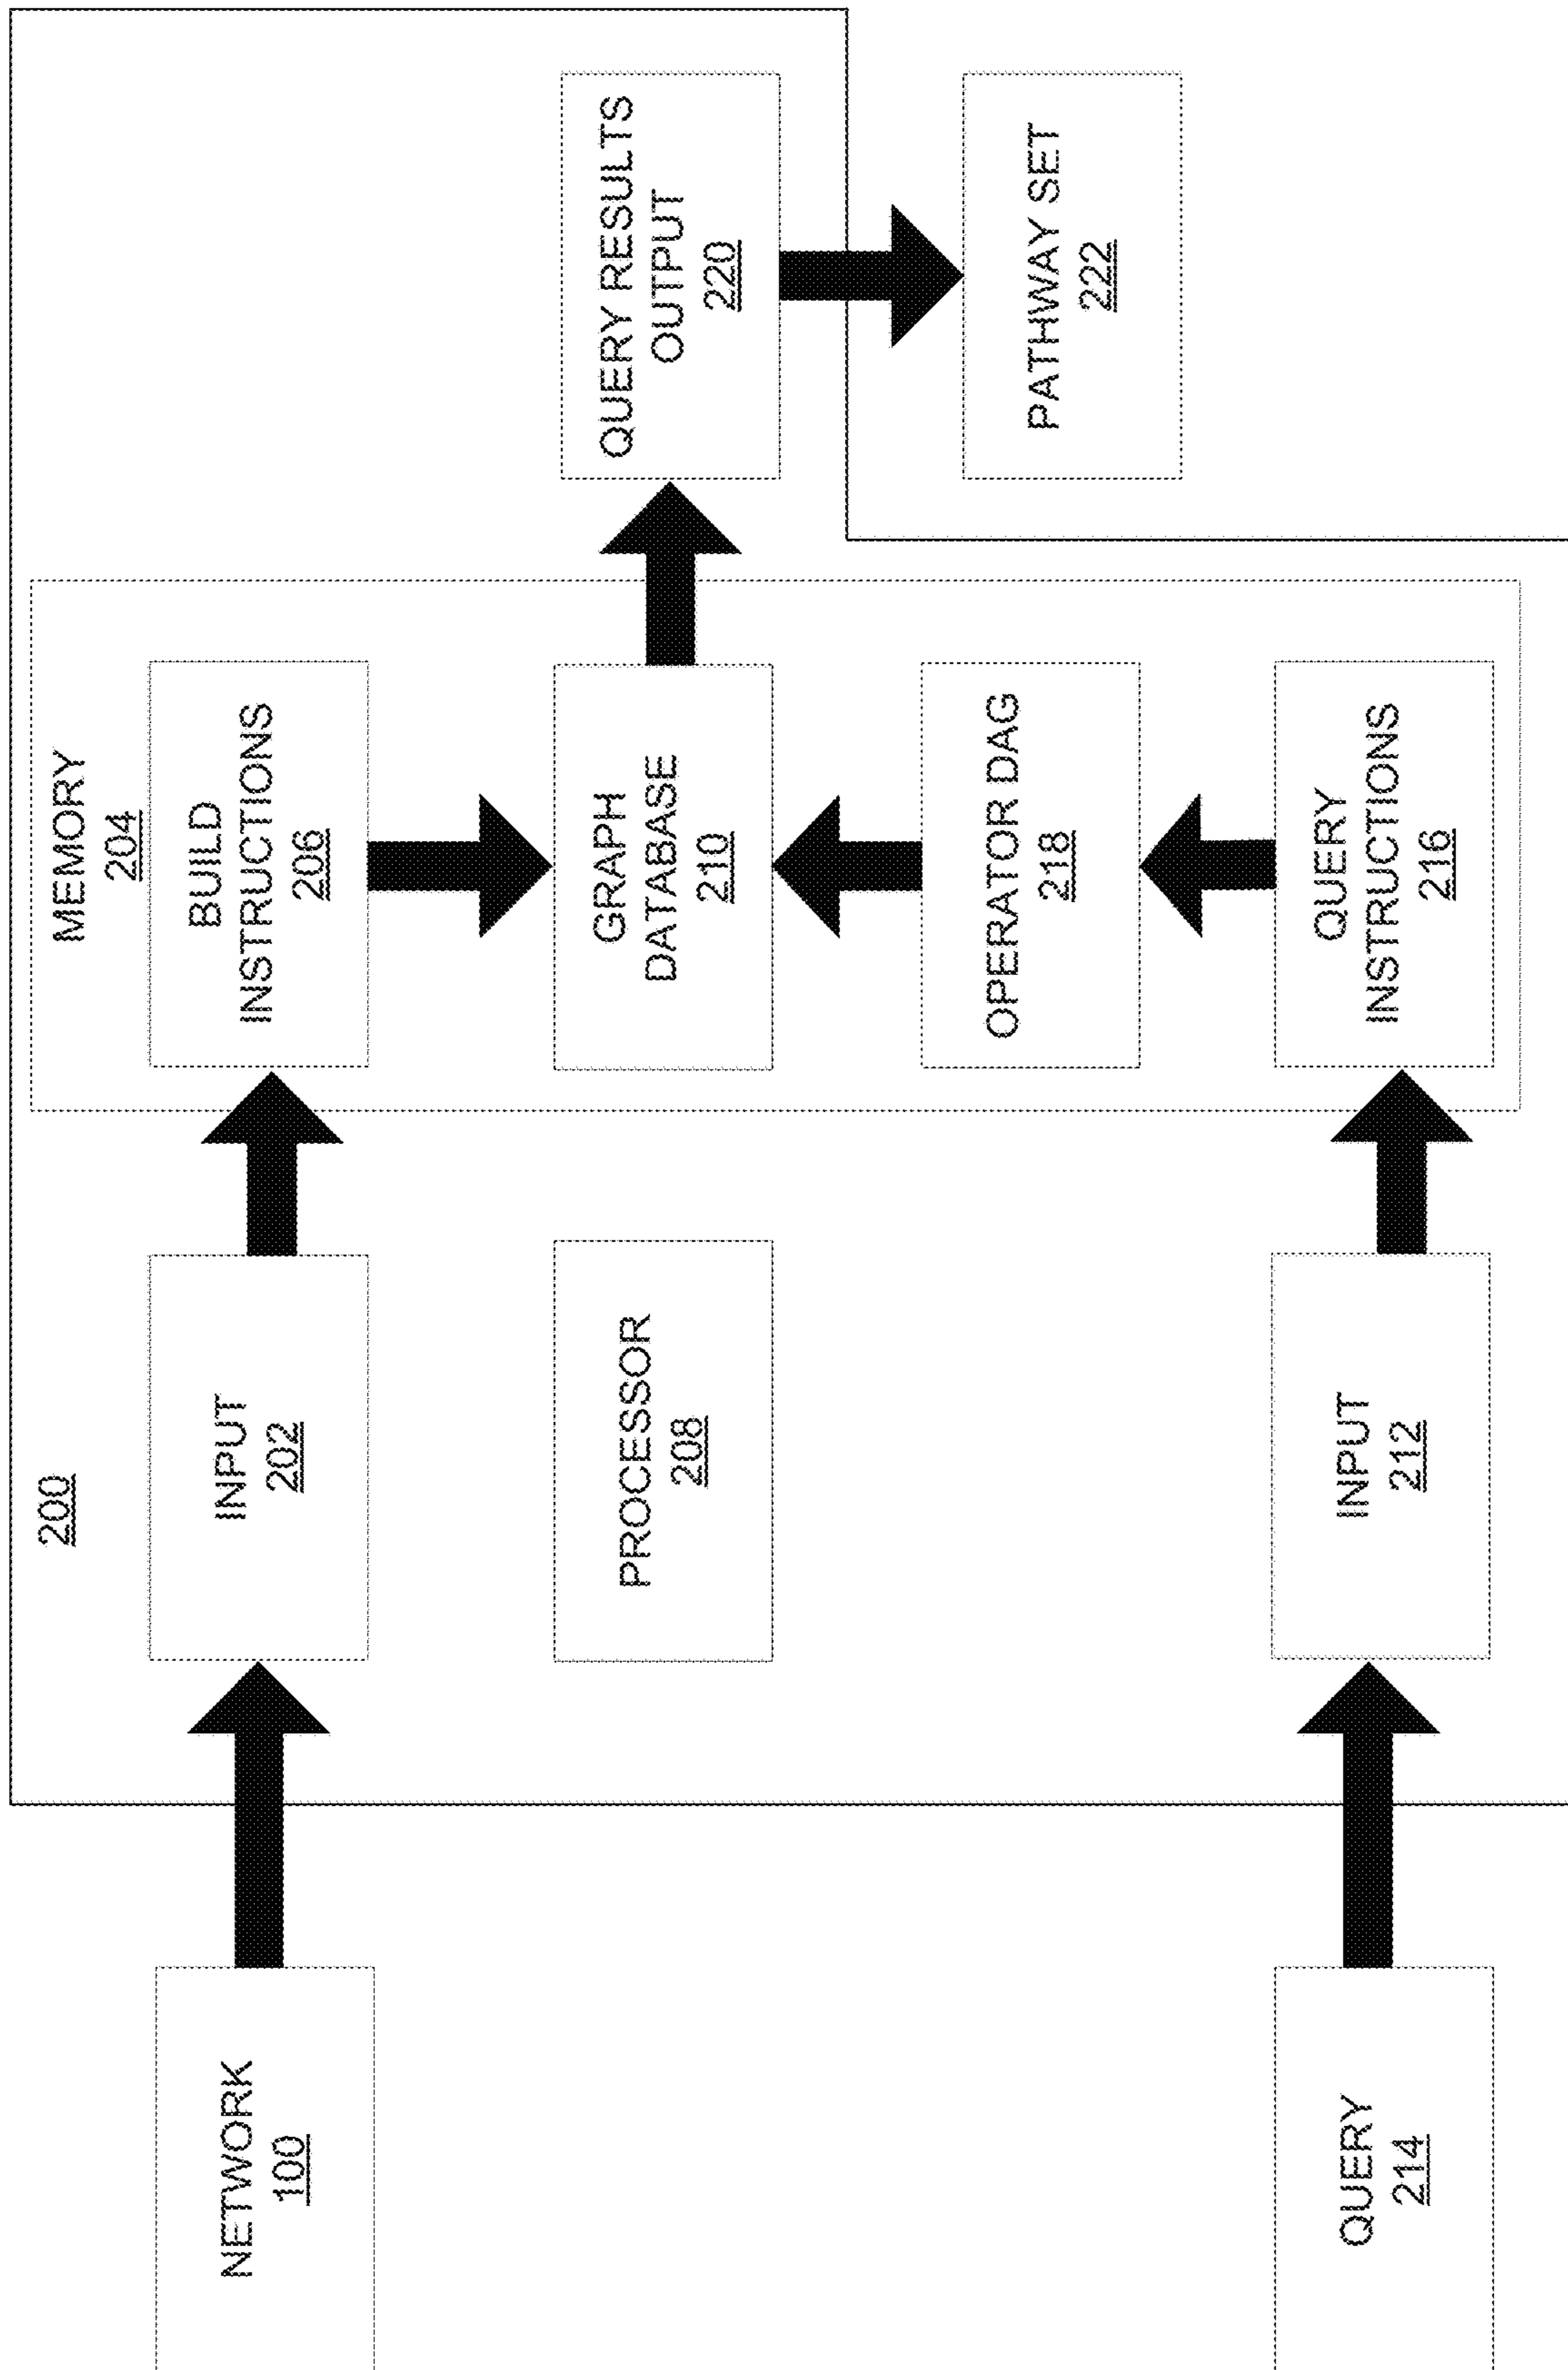 200
NETWORK
100
INPUT
202
MEMORY
204
BUILD
INSTRUCTIONS
206
PROCESSOR
208
GRAPH
DATABASE
210
QUERY RESULTS
OUTPUT
220
OPERATOR DAG
218
PATHWAY SET
222
QUERY
214
INPUT
212
QUERY
INSTRUCTIONS
216